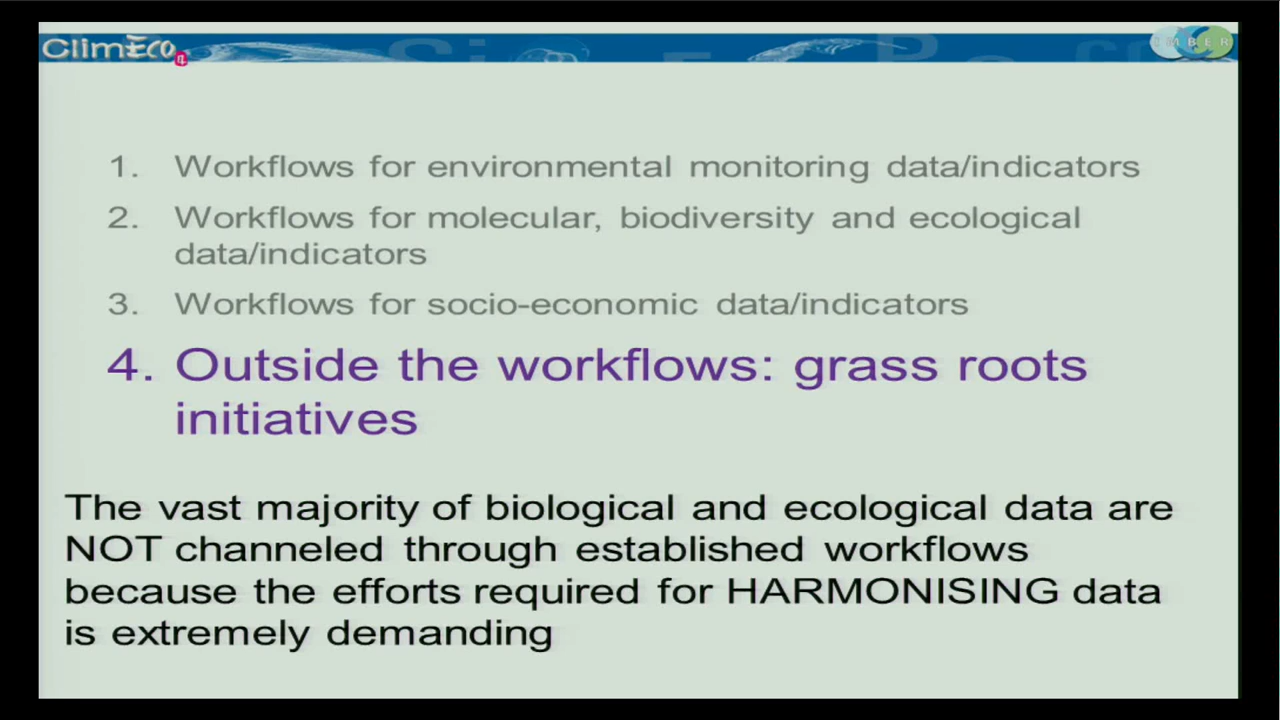 ClimEco
IMBER
1. Workflows for environmental monitoring data/indicators
2. Workflows for molecular, biodiversity and ecological
data/indicators
3. Workflows for socio-economic data/indicators
4. Outside the workflows: grass roots
initiatives
The vast majority of biological and ecological data are
NOT channeled through established workflows
because the efforts required for HARMONISING data
is extremely demanding